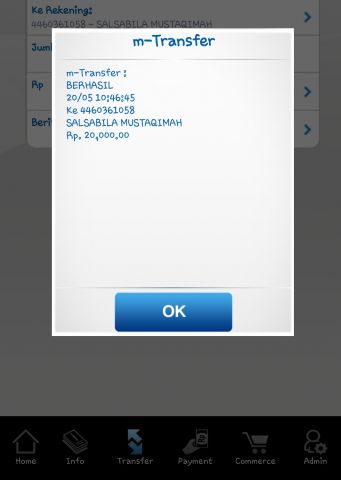 Ke Rekening:
4460361058 - SALSABILA MUSTAQIMAH
m-Transfer
Juml
m-Transfer :
BERHASIL
Rp
20/05 10:46:45
Ke 4460361058
Beri
SALSABILA MUSTAQIMAH
Rp. 20,000.00
OK
Home Info Transfer Payment Commerce Admin